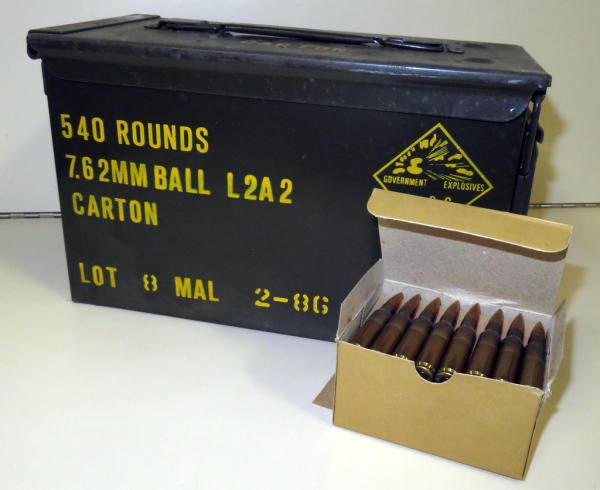 540 ROUNDS
7.62MM BALL L2A2
CARTON
LOT 8 MAL 2-86
GOVERNMENT EXPLOSIVES